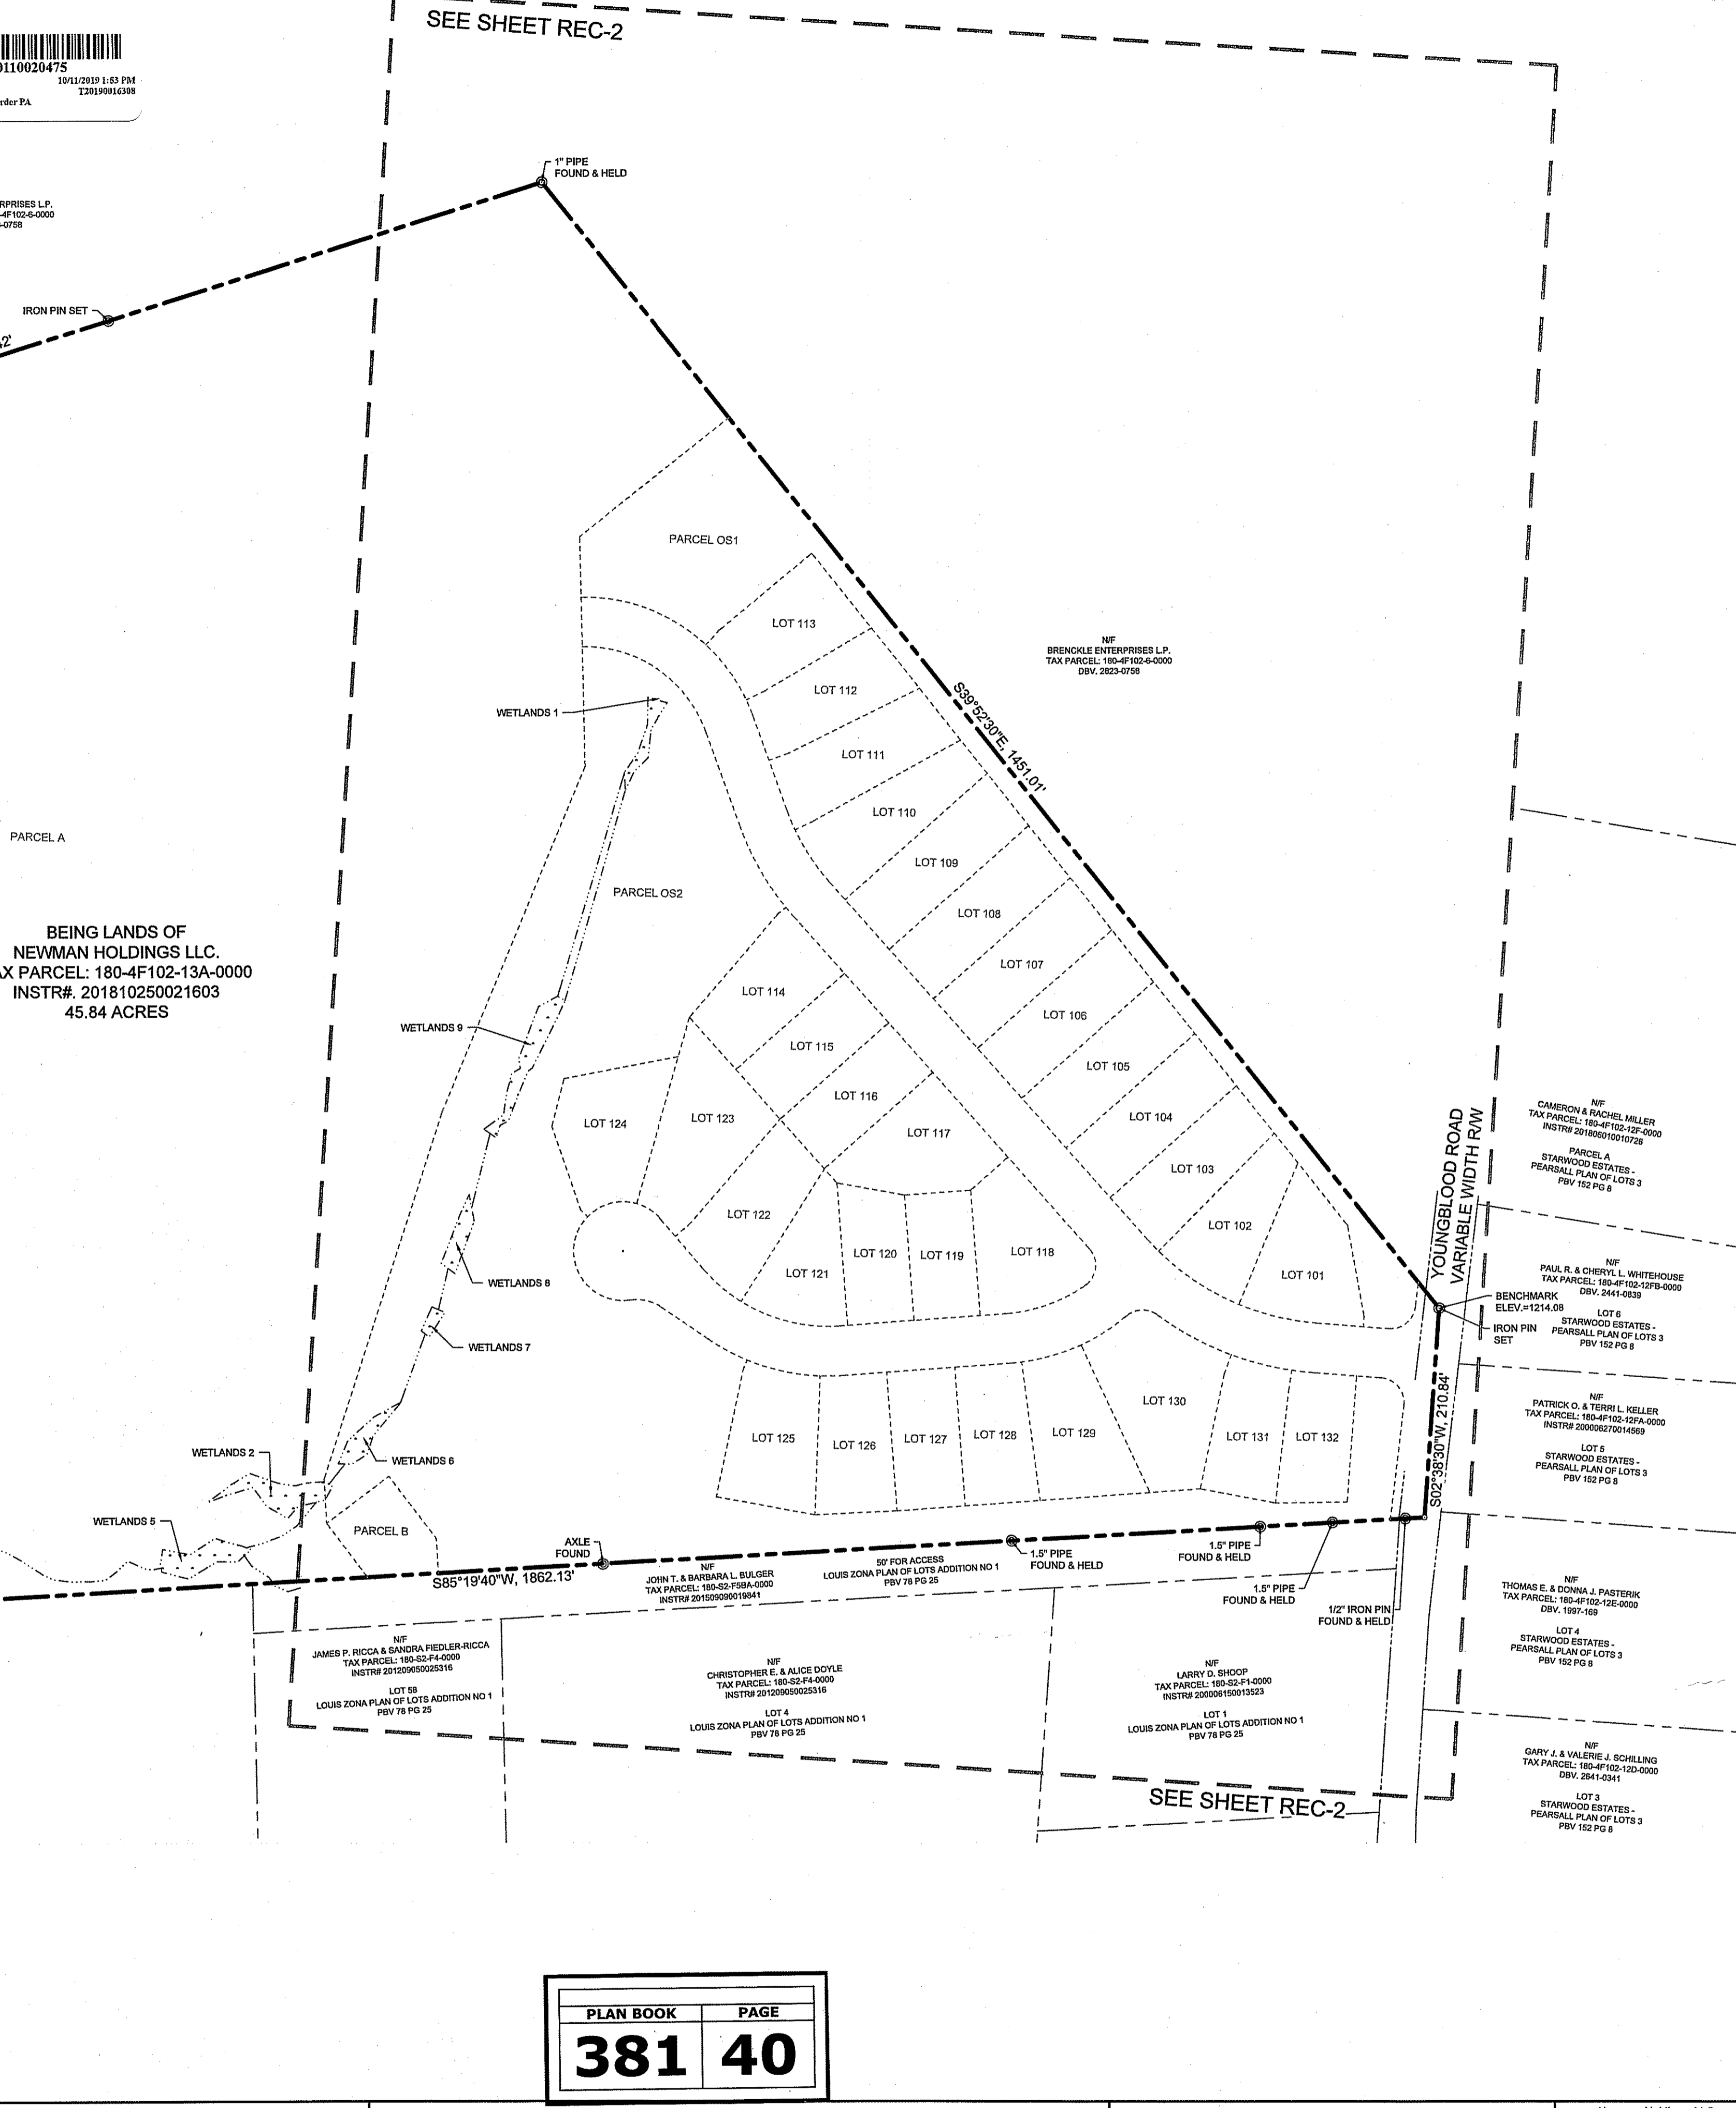 SEE SHEET REC-2
0110020475
10/11/2019 1:53 PM
T20190016308
rder PA
1" PIPE
FOUND & HELD
RPRISES L.P.
-4F102-6-0000
-0758
IRON PIN SET
42'
PARCEL OS1
LOT 113
N/F
BRENCKLE ENTERPRISES L.P.
TAX PARCEL: 180-4F102-6-0000
DBV. 2823-0758
LOT 112
S39°52'30"E, 1451.01'
WETLANDS 1
LOT 111
LOT 110
PARCEL A
LOT 109
PARCEL OS2
LOT 108
BEING LANDS OF
NEWMAN HOLDINGS LLC.
AX PARCEL: 180-4F102-13A-0000
INSTR#. 201810250021603
45.84 ACRES
LOT 107
LOT 114
LOT 106
WETLANDS 9
LOT 115
LOT 105
LOT 116
LOT 104
LOT 124
LOT 123
LOT 117
LOT 103
N/F
CAMERON & RACHEL MILLER
TAX PARCEL: 180-4F102-12F-0000
INSTR# 201806010010728
PARCEL A
STARWOOD ESTATES -
PEARSALL PLAN OF LOTS 3
PBV 152 PG 8
YOUNGBLOOD ROAD
VARIABLE WIDTH R/W
LOT 122
LOT 102
LOT 120
LOT 119
LOT 118
LOT 121
LOT 101
WETLANDS 8
N/F
PAUL R. & CHERYL L. WHITEHOUSE
TAX PARCEL: 180-4F102-12FB-0000
DBV. 2441-0839
LOT 6
STARWOOD ESTATES -
PEARSALL PLAN OF LOTS 3
PBV 152 PG 8
BENCHMARK
ELEV.=1214.08
IRON PIN
SET
WETLANDS 7
S02°38'30"W, 210.84'
LOT 130
N/F
PATRICK O. & TERRI L. KELLER
TAX PARCEL: 180-4F102-12FA-0000
INSTR# 200006270014569
LOT 5
STARWOOD ESTATES -
PEARSALL PLAN OF LOTS 3
PBV 152 PG 8
LOT 125
LOT 126
LOT 127
LOT 128
LOT 129
LOT 131
LOT 132
WETLANDS 2
WETLANDS 6
WETLANDS 5
PARCEL B
AXLE
FOUND
S85°19'40"W, 1862.13'
N/F
JOHN T. & BARBARA L. BULGER
TAX PARCEL: 180-S2-F5BA-0000
INSTR# 201509090019841
50' FOR ACCESS
LOUIS ZONA PLAN OF LOTS ADDITION NO 1
PBV 78 PG 25
1.5" PIPE
FOUND & HELD
1.5" PIPE
FOUND & HELD
1.5" PIPE
FOUND & HELD
1/2" IRON PIN
FOUND & HELD
N/F
THOMAS E. & DONNA J. PASTERIK
TAX PARCEL: 180-4F102-12E-0000
DBV. 1997-169
LOT 4
STARWOOD ESTATES -
PEARSALL PLAN OF LOTS 3
PBV 152 PG 8
N/F
JAMES P. RICCA & SANDRA FIEDLER-RICCA
TAX PARCEL: 180-S2-F4-0000
INSTR# 201209050025316
LOT 5B
LOUIS ZONA PLAN OF LOTS ADDITION NO 1
PBV 78 PG 25
N/F
CHRISTOPHER E. & ALICE DOYLE
TAX PARCEL: 180-S2-F4-0000
INSTR# 201209050025316
LOT 4
LOUIS ZONA PLAN OF LOTS ADDITION NO 1
PBV 78 PG 25
N/F
LARRY D. SHOOP
TAX PARCEL: 180-S2-F1-0000
INSTR# 200006150013523
LOT 1
LOUIS ZONA PLAN OF LOTS ADDITION NO 1
PBV 78 PG 25
N/F
GARY J. & VALERIE J. SCHILLING
TAX PARCEL: 180-4F102-12D-0000
DBV. 2641-0341
LOT 3
STARWOOD ESTATES -
PEARSALL PLAN OF LOTS 3
PBV 152 PG 8
SEE SHEET REC-2
PLAN BOOK PAGE
381 40